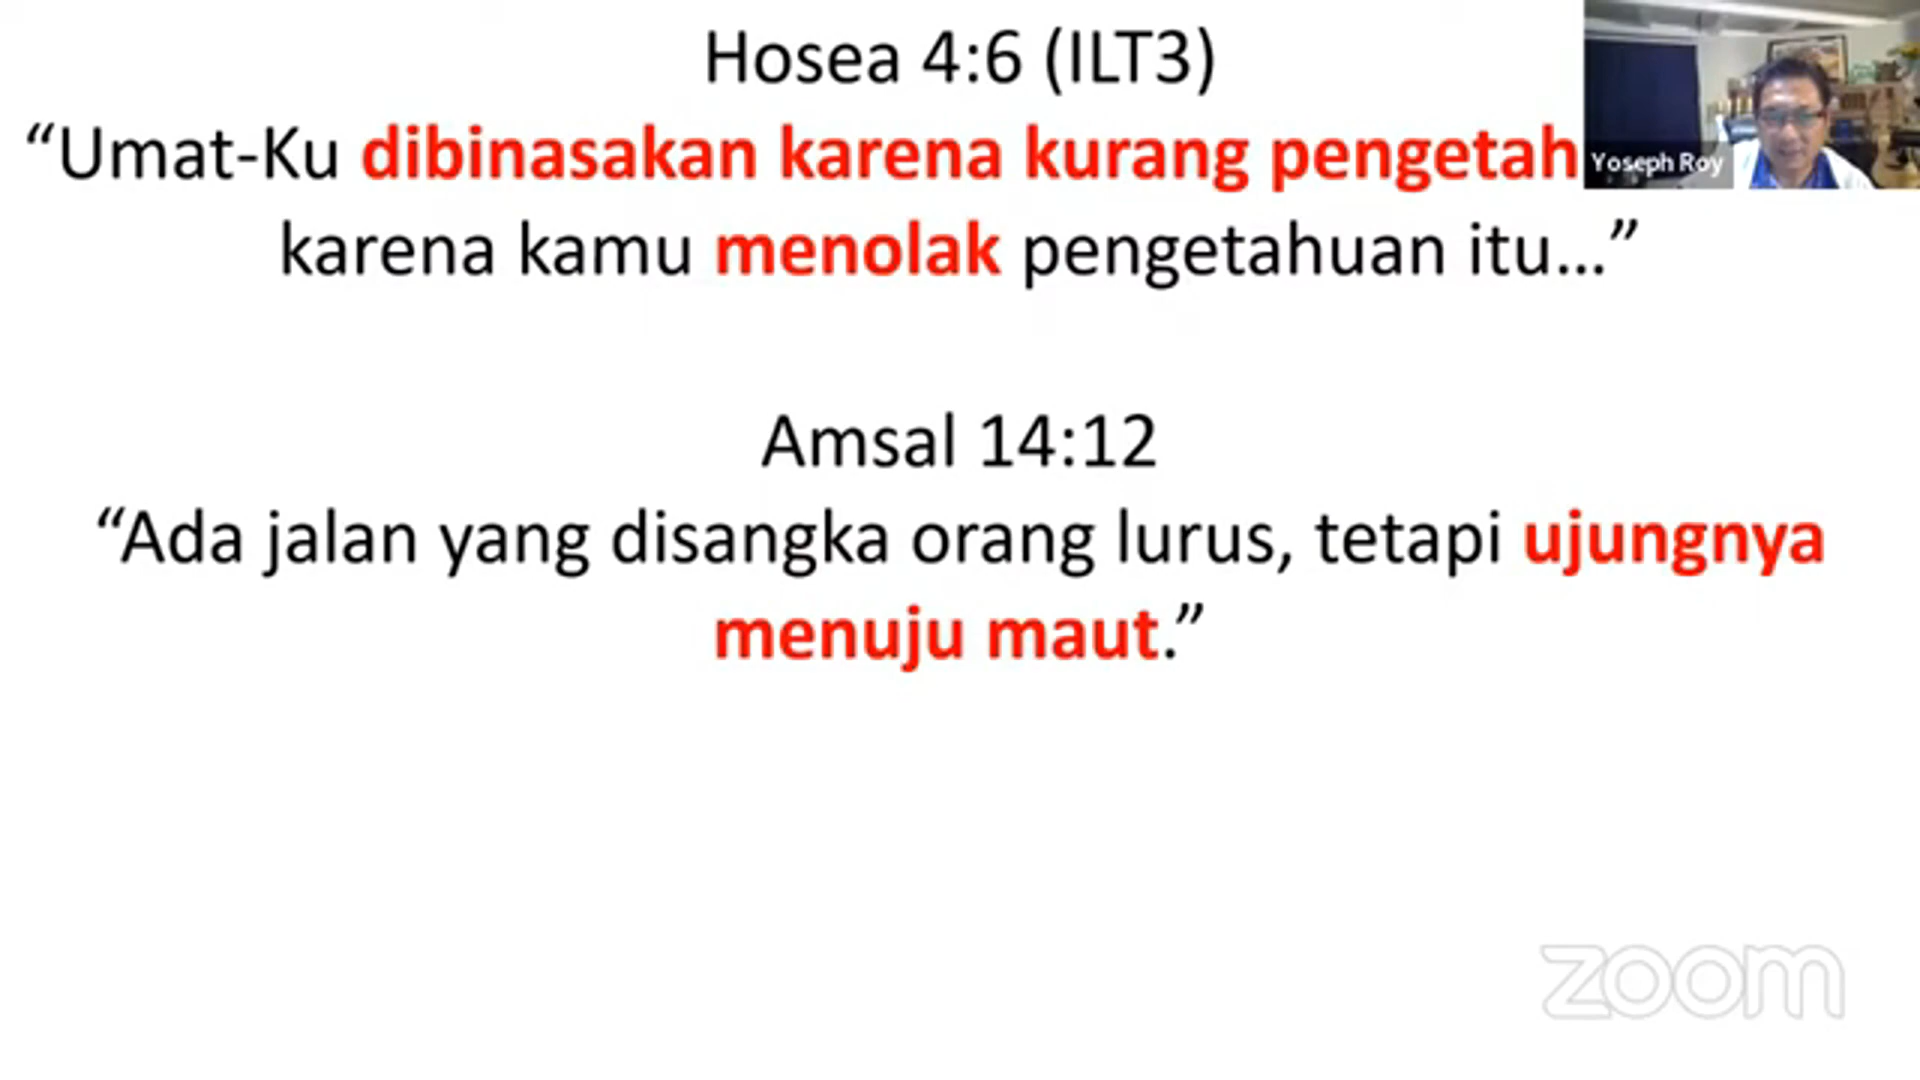 Hosea 4:6 (ILT3)
“Umat-Ku dibinasakan karena kurang pengetah
Yoseph Roy
karena kamu menolak pengetahuan itu...”
Amsal 14:12
“Ada jalan yang disangka orang lurus, tetapi ujungnya
menuju maut.”
zoom